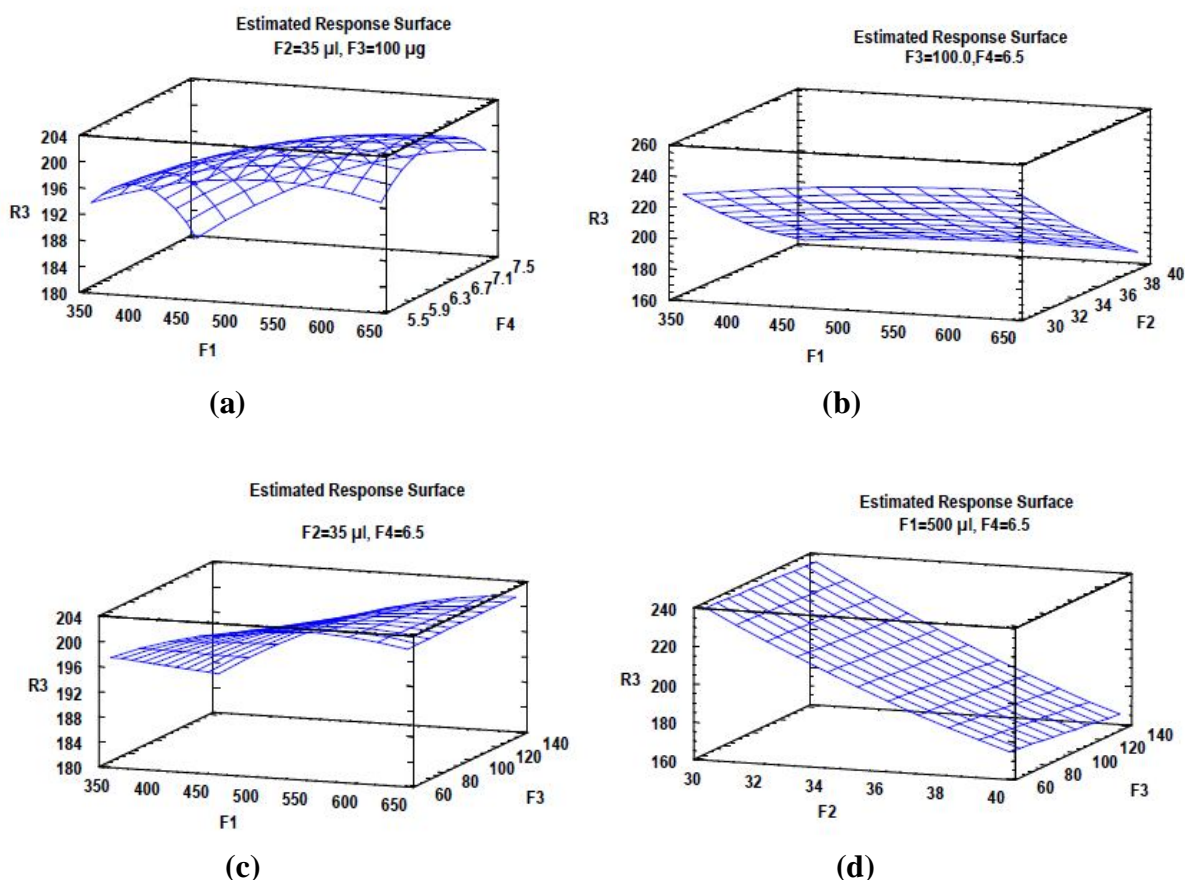 Estimated Response Surface
F2=35 µl, F3=100 µg
204
200
196
192
R3
188
184
180
350 400 450 500 550 600 650
F1
5.5 5.9 6.3 6.7 7.1 7.5
F4
(a)
Estimated Response Surface
F3=100.0,F4=6.5
260
240
220
R3
200
180
160
350 400 450 500 550 600 650
F1
30 32 34 36 38 40
F2
(b)
Estimated Response Surface
F2=35 µl, F4=6.5
204
200
196
R3
192
188
184
180
350 400 450 500 550 600 650
F1
60 80 100 120 140
F3
(c)
Estimated Response Surface
F1=500 µl, F4=6.5
240
220
R3
200
180
160
30 32 34 36 38 40
F2
60 80 100 120 140
F3
(d)